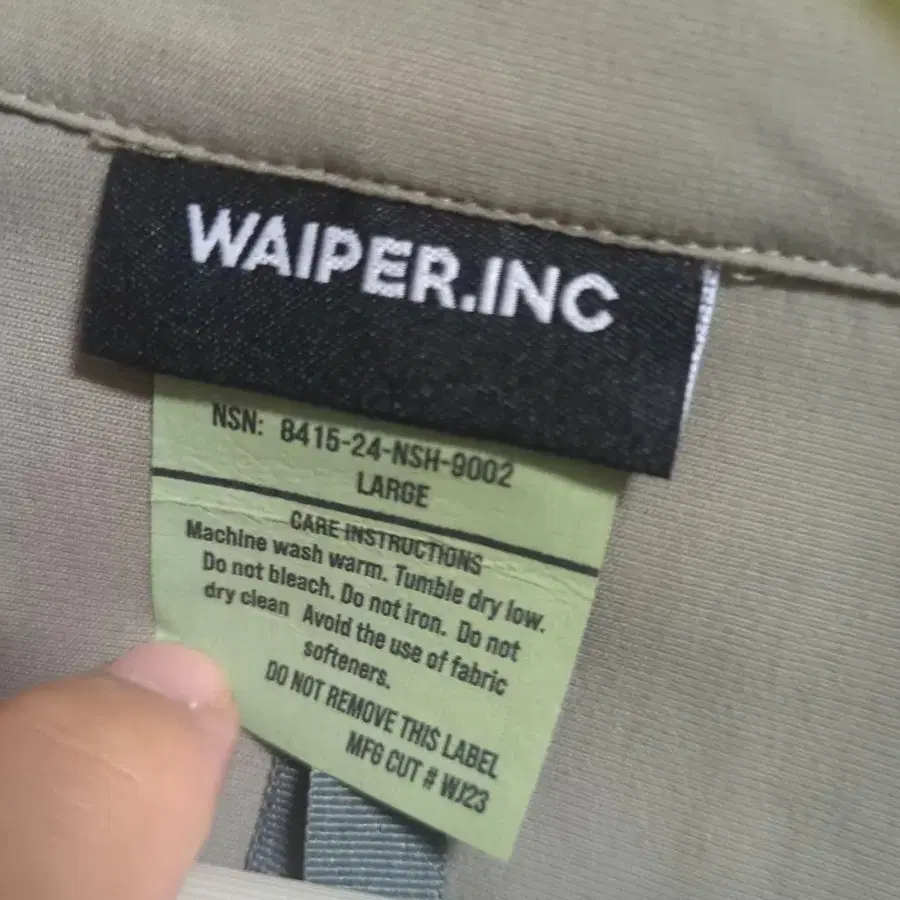 WAIPER.INC
NSN: 8415-24-NSH-9002
LARGE
CARE INSTRUCTIONS
Machine wash warm. Tumble dry low.
Do not bleach. Do not iron. Do not
dry clean Avoid the use of fabric
softeners.
DO NOT REMOVE THIS LABEL
MFG CUT # WJ23